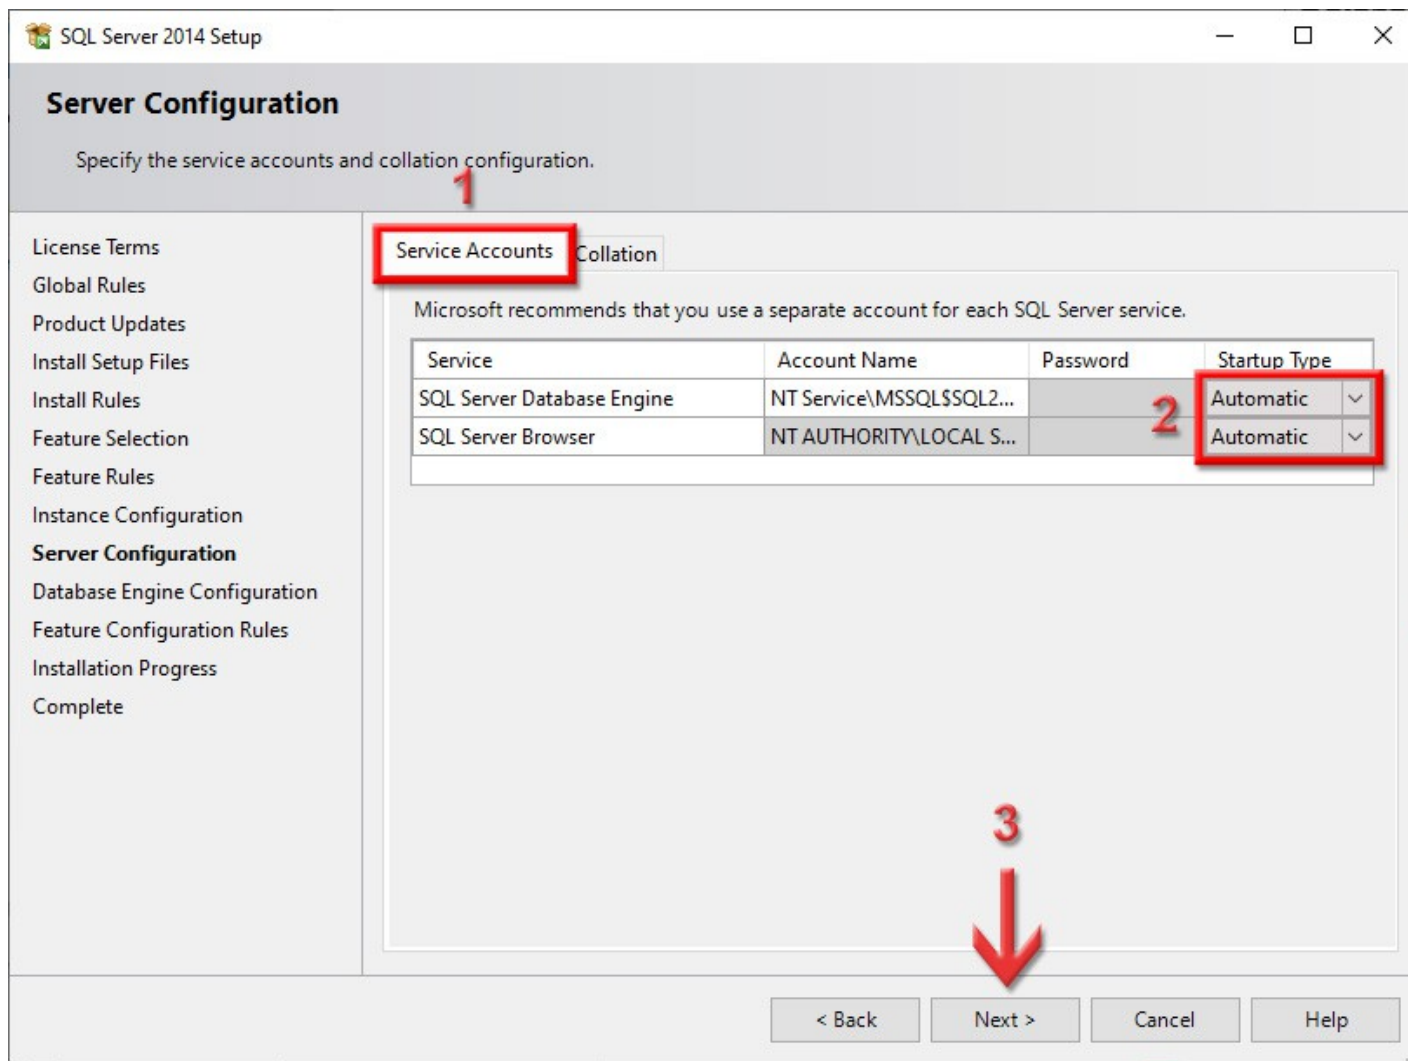 SQL Server 2014 Setup
Server Configuration
Specify the service accounts and collation configuration.
1
License Terms
Global Rules
Product Updates
Install Setup Files
Install Rules
Feature Selection
Feature Rules
Instance Configuration
Server Configuration
Database Engine Configuration
Feature Configuration Rules
Installation Progress
Complete
Service Accounts Collation
Microsoft recommends that you use a separate account for each SQL Server service.
Service Account Name Password Startup Type
SQL Server Database Engine NT Service\MSSQL$SQL2... Automatic
2
SQL Server Browser NT AUTHORITY\LOCAL S... Automatic
3
< Back Next > Cancel Help